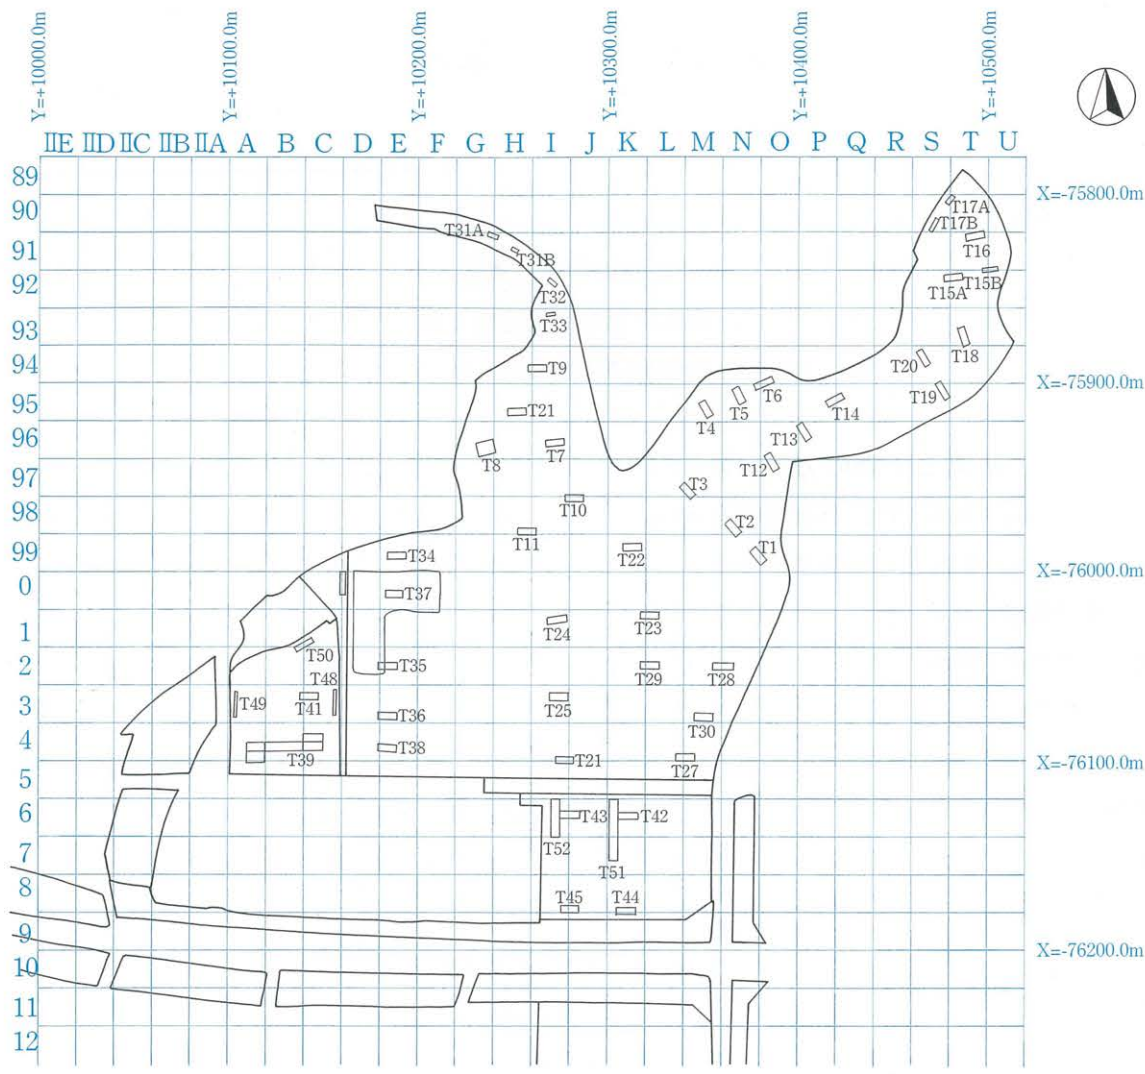 Y=+10000.0m
Y=+10100.0m
Y=+10200.0m
Y=+10300.0m
Y=+10400.0m
Y=+10500.0m
IIE IID IIC IIB IIA A B C D E F G H I J K L M N O P Q R S T U
89
X=-75800.0m
90
T17A
T17B
T31A
91
T16
T31B
92
T15A
T15B
T32
93
T33
T18
94
T20
T9
X=-75900.0m
T6
T19
95
T5
T14
T21
T4
96
T13
T7
T8
T12
97
T3
98
T10
T2
T11
T1
99
T22
T34
X=-76000.0m
0
T37
1
T24
T23
T50
2
T35
T29
T28
T48
3
T49
T41
T25
T36
T30
4
T39
T38
T21
T27
X=-76100.0m
5
6
T43
T42
T52
7
T51
8
T45
T44
9
X=-76200.0m
10
11
12